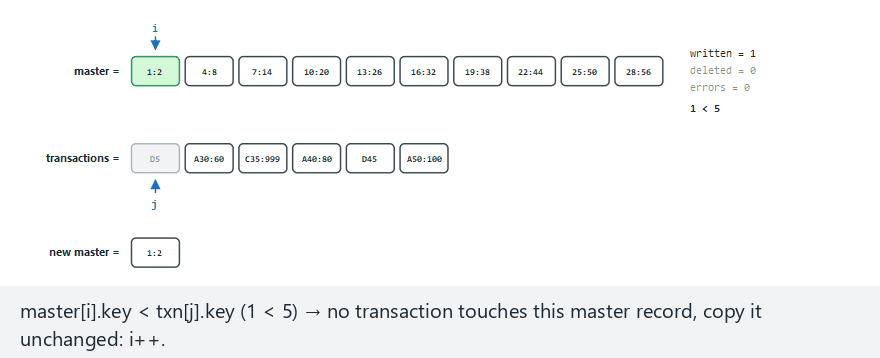 i
master = 1:2 4:8 7:14 10:20 13:26 16:32 19:38 22:44 25:50 28:56
written = 1
deleted = 0
errors = 0
1 < 5
transactions = D5 A30:60 C35:999 A40:80 D45 A50:100
j
new master = 1:2
master[i].key < txn[j].key (1 < 5) → no transaction touches this master record, copy it
unchanged: i++.